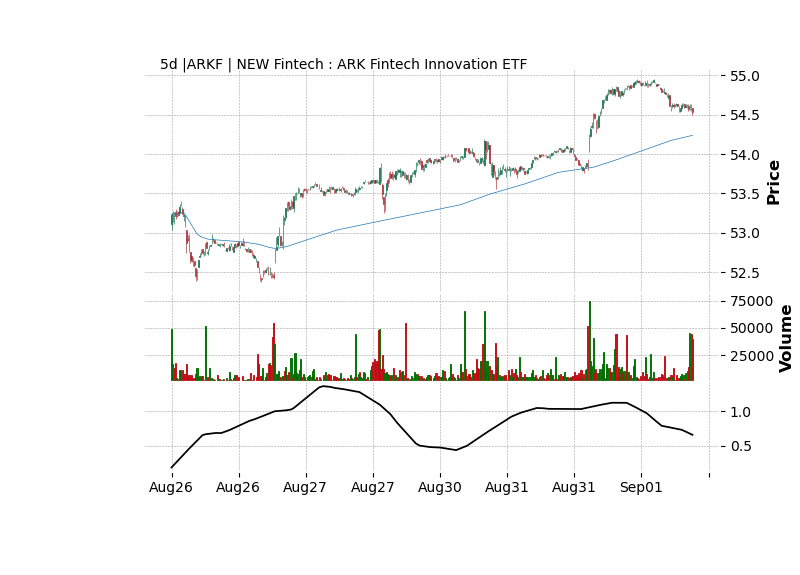 5d |ARKF | NEW Fintech : ARK Fintech Innovation ETF
55.0
54.5
54.0
53.5
53.0
52.5
Price
75000
50000
25000
Volume
1.0
0.5
Aug26 Aug26 Aug27 Aug27 Aug30 Aug31 Aug31 Sep01